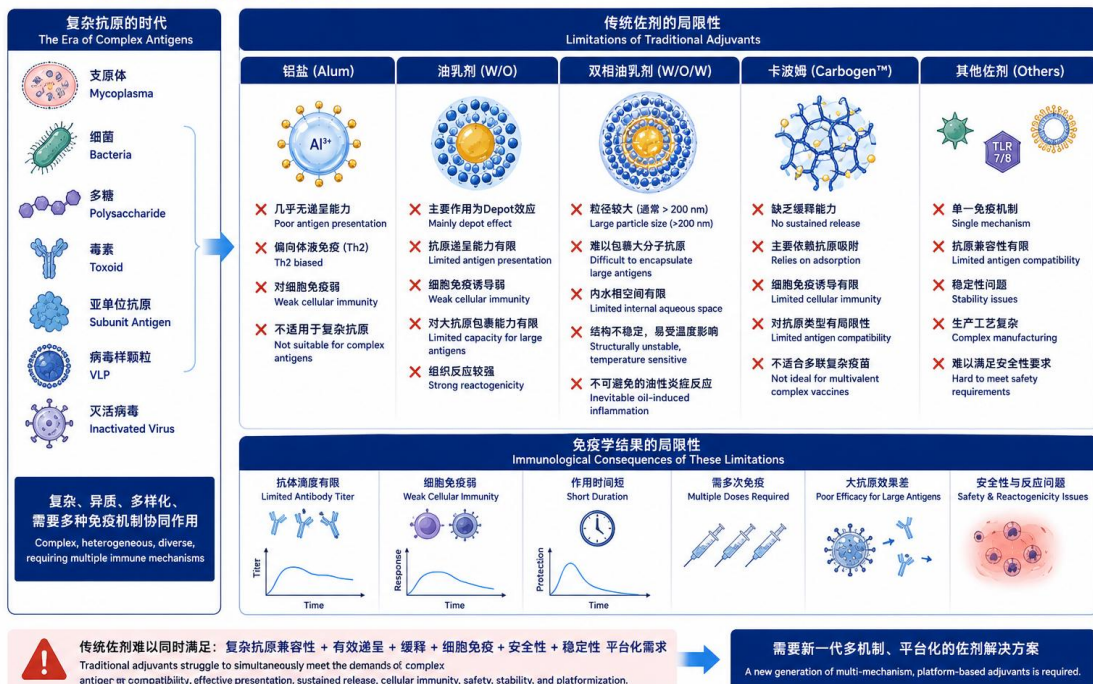 复杂抗原的时代
The Era of Complex Antigens
支原体
Mycoplasma
细菌
Bacteria
多糖
Polysaccharide
毒素
Toxoid
亚单位抗原
Subunit Antigen
病毒样颗粒
VLP
灭活病毒
Inactivated Virus
复杂、异质、多样化、
需要多种免疫机制协同作用
Complex, heterogeneous, diverse,
requiring multiple immune mechanisms
传统佐剂的局限性
Limitations of Traditional Adjuvants
铝盐 (Alum)
Al³⁺
几乎无递呈能力
Poor antigen presentation
偏向体液免疫 (Th2)
Th2 biased
对细胞免疫弱
Weak cellular immunity
不适用于复杂抗原
Not suitable for complex
antigens
油乳剂 (W/O)
主要作用为Depot效应
Mainly depot effect
抗原递呈能力有限
Limited antigen presentation
细胞免疫诱导弱
Weak cellular immunity
对大抗原包裹能力有限
Limited capacity for large
antigens
组织反应较强
Strong reactogenicity
双相油乳剂 (W/O/W)
粒径较大 (通常 > 200 nm)
Large particle size (>200 nm)
难以包裹大分子抗原
Difficult to encapsulate
large antigens
内水相空间有限
Limited internal aqueous space
结构不稳定，易受温度影响
Structurally unstable,
temperature sensitive
不可避免的油性炎症反应
Inevitable oil-induced
inflammation
卡波姆 (Carbogen™)
缺乏缓释能力
No sustained release
主要依赖抗原吸附
Relies on adsorption
细胞免疫诱导有限
Limited cellular immunity
对抗原类型有局限性
Limited antigen compatibility
不适合多联复杂疫苗
Not ideal for multivalent
complex vaccines
其他佐剂 (Others)
TLR
7/8
单一免疫机制
Single mechanism
抗原兼容性有限
Limited antigen compatibility
稳定性问题
Stability issues
生产工艺复杂
Complex manufacturing
难以满足安全性要求
Hard to meet safety
requirements
免疫学结果的局限性
Immunological Consequences of These Limitations
抗体滴度有限
Limited Antibody Titer
Titer
Time
细胞免疫弱
Weak Cellular Immunity
Response
Time
作用时间短
Short Duration
Protection
Time
需多次免疫
Multiple Doses Required
大抗原效果差
Poor Efficacy for Large Antigens
安全性与反应问题
Safety & Reactogenicity Issues
传统佐剂难以同时满足：复杂抗原兼容性 + 有效递呈 + 缓释 + 细胞免疫 + 安全性 + 稳定性 平台化需求
Traditional adjuvants struggle to simultaneously meet the demands of complex
compatibility, effective presentation, sustained release, cellular immunity, safety, stability, and platformization.
需要新一代多机制、平台化的佐剂解决方案
A new generation of multi-mechanism, platform-based adjuvants is required.